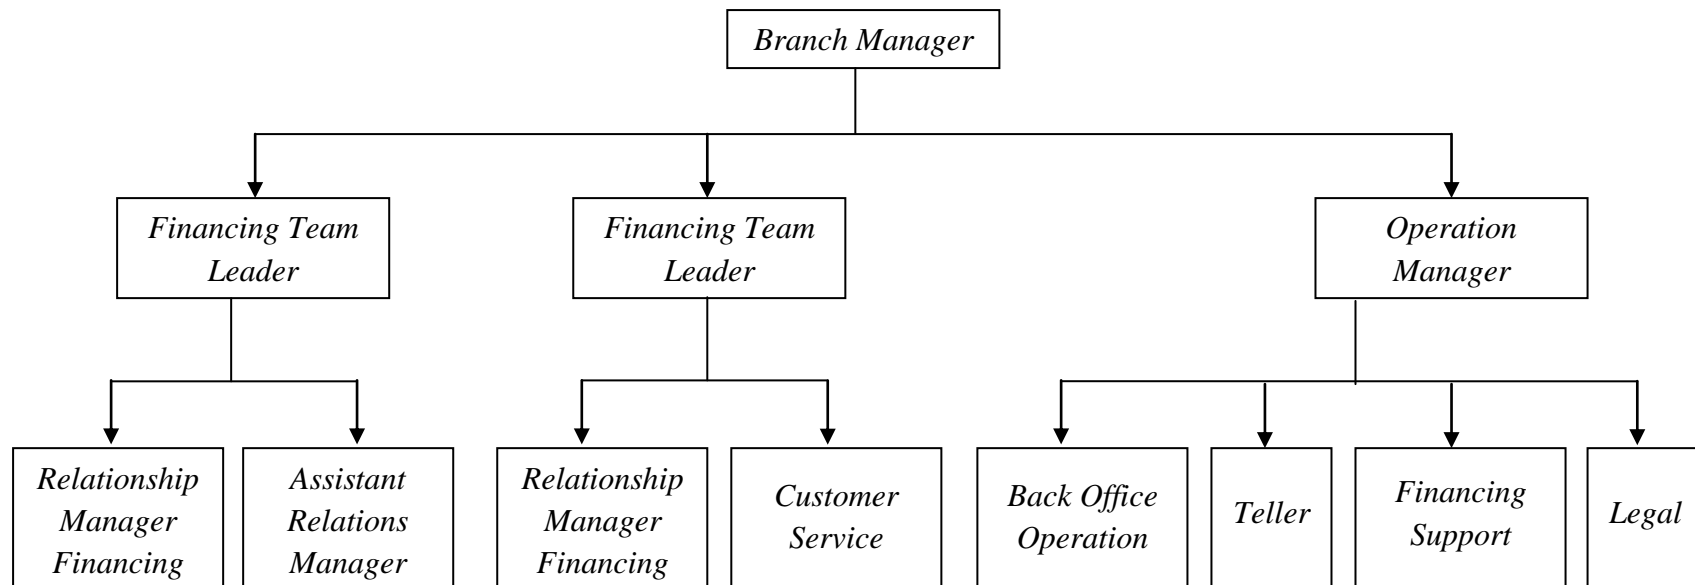 Branch Manager
Financing Team
Leader
Financing Team
Leader
Operation
Manager
Relationship
Manager
Financing
Assistant
Relations
Manager
Relationship
Manager
Financing
Customer
Service
Back Office
Operation
Teller
Financing
Support
Legal